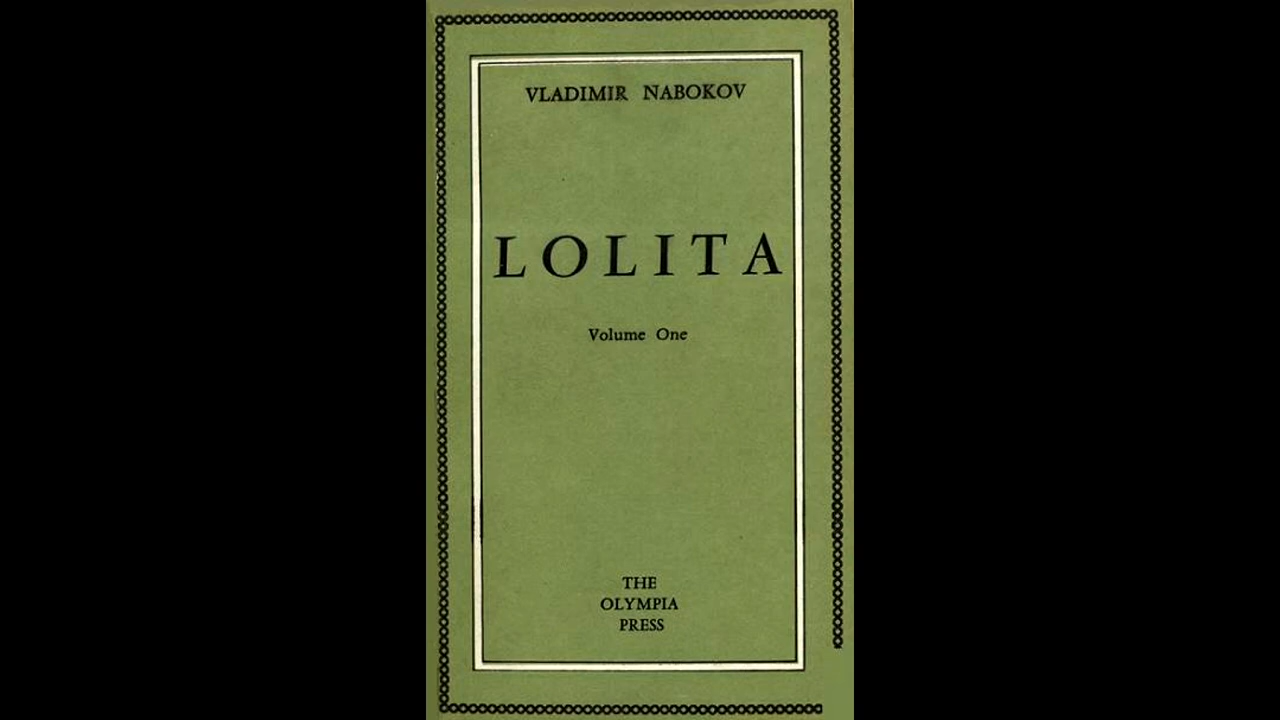 VLADIMIR NABOKOV
LOLITA
Volume One
THE
OLYMPIA
PRESS